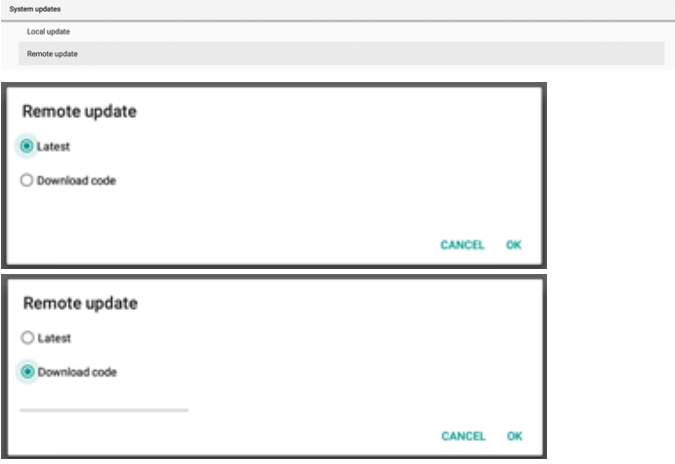 System updates
Local update
Remote update
Remote update
Latest
Download code
CANCEL OK
Remote update
Latest
Download code
CANCEL OK